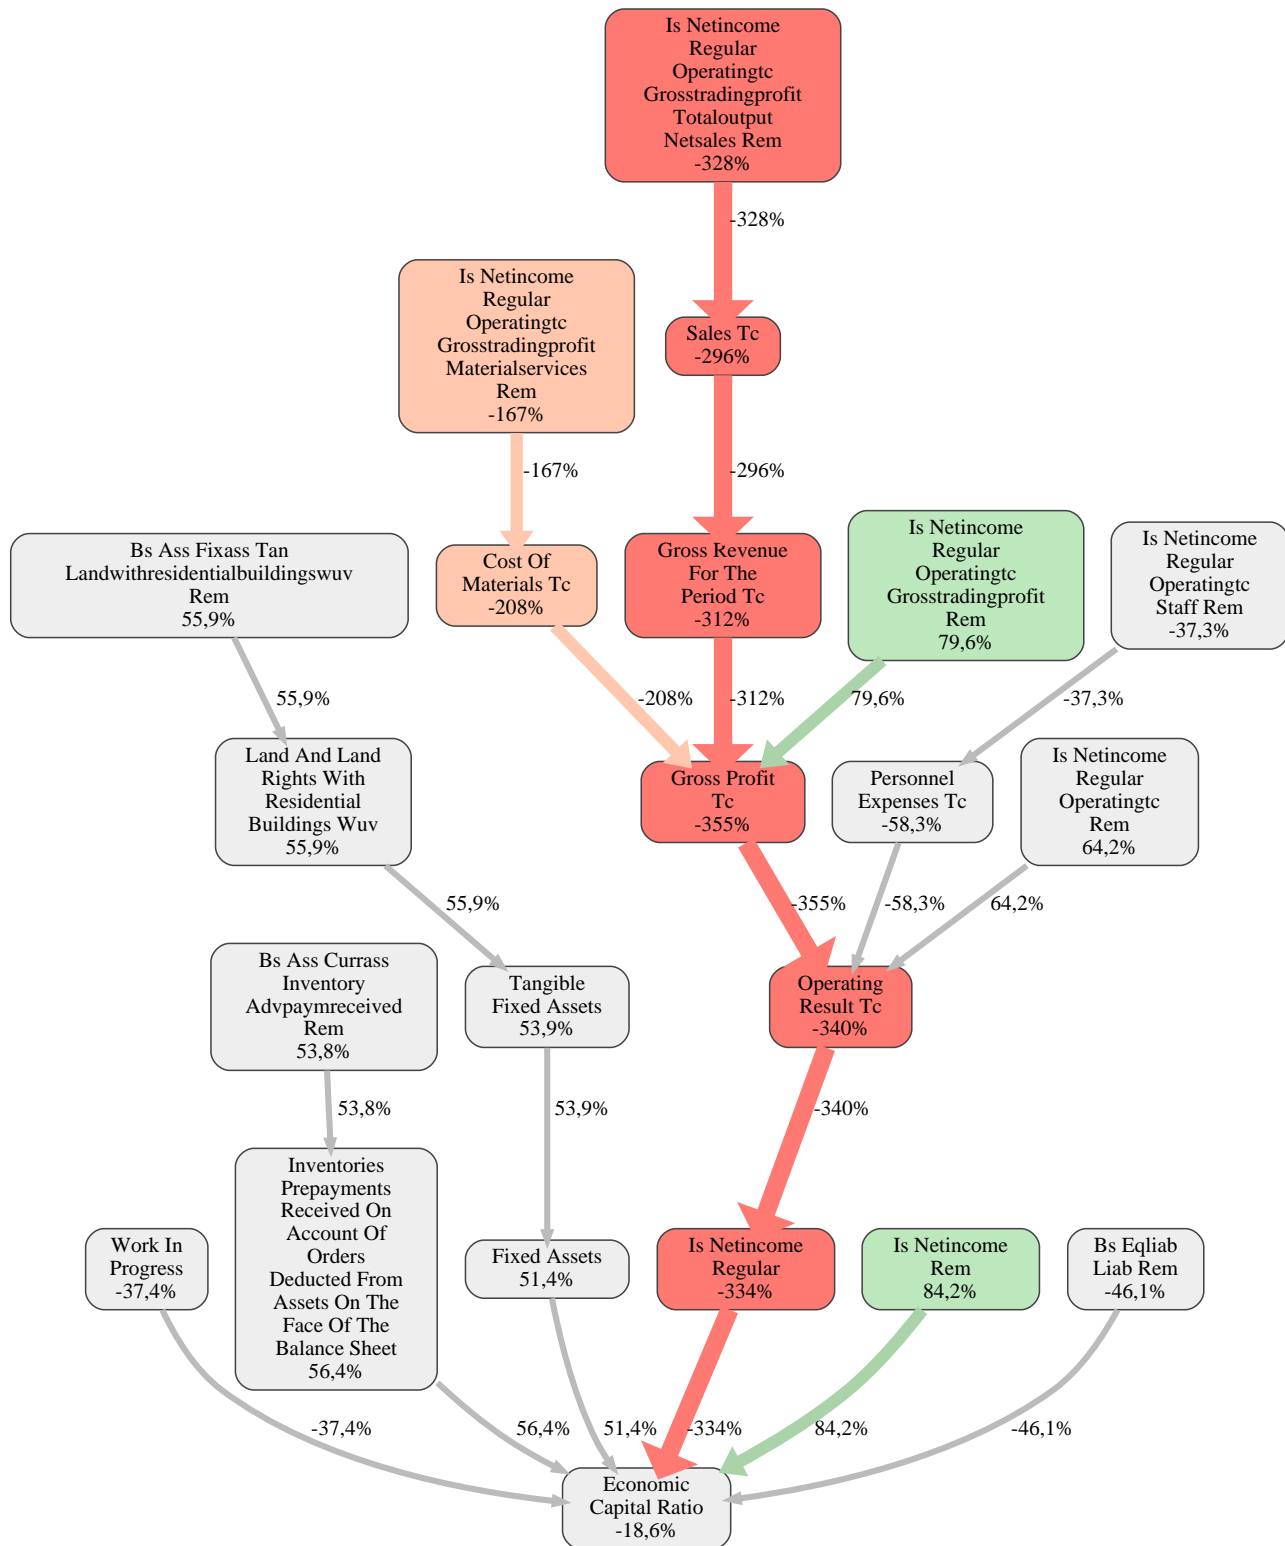 Is Netincome
Regular
Operatingtc
Grosstradingprofit
Totaloutput
Netsales Rem
-328%
-328%
Is Netincome
Regular
Operatingtc
Grosstradingprofit
Materialservices
Rem
-167%
Sales Tc
-296%
-167%
-296%
Bs Ass Fixass Tan
Landwithresidentialbuildingswuv
Rem
55,9%
Cost Of
Materials Tc
-208%
Gross Revenue
For The
Period Tc
-312%
Is Netincome
Regular
Operatingtc
Grosstradingprofit
Rem
79,6%
Is Netincome
Regular
Operatingtc
Staff Rem
-37,3%
55,9%
-208%
-312%
79,6%
-37,3%
Land And Land
Rights With
Residential
Buildings Wuv
55,9%
Gross Profit
Tc
-355%
Personnel
Expenses Tc
-58,3%
Is Netincome
Regular
Operatingtc
Rem
64,2%
55,9%
-355%
-58,3%
64,2%
Bs Ass Currass
Inventory
Advpaymreceived
Rem
53,8%
Tangible
Fixed Assets
53,9%
Operating
Result Tc
-340%
53,8%
53,9%
-340%
Work In
Progress
-37,4%
Inventories
Prepayments
Received On
Account Of
Orders
Deducted From
Assets On The
Face Of The
Balance Sheet
56,4%
Fixed Assets
51,4%
Is Netincome
Regular
-334%
Is Netincome
Rem
84,2%
Bs Eqliab
Liab Rem
-46,1%
-37,4%
56,4%
51,4%
-334%
84,2%
-46,1%
Economic
Capital Ratio
-18,6%